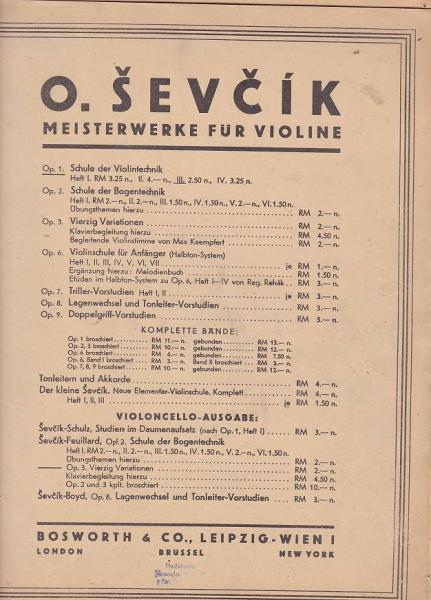 O. ŠEVČÍK
MEISTERWERKE FÜR VIOLINE
Op. 1. Schule der Violintechnik
Heft I. RM 3.25 n., II. 4.— n., III. 2.50 n., IV. 3.25 n.
Op. 2. Schule der Bogentechnik
Heft I. RM 2.— n., II. 2.— n., III. 1.50 n., IV. 1.50 n., V. 2.— n., VI. 1.50 n.
Übungsthemen hierzu RM 2.— n.
Op. 3. Vierzig Variationen RM 2.— n.
Klavierbegleitung hierzu RM 4.50 n.
Begleitende Violinstimme von Max Kaempfert RM 2.— n.
Op. 6. Violinschule für Anfänger (Halbton-System)
Heft I, II, III, IV, V, VI, VII je RM 1.— n.
Ergänzung hierzu: Melodienbuch RM 1.50 n.
Etüden im Halbton-System zu Op. 6, Heft I—IV von Reg. Rehák RM 3.— n.
Op. 7. Triller-Vorstudien Heft I, II je RM 3.— n.
Op. 8. Lagenwechsel und Tonleiter-Vorstudien RM 3.— n.
Op. 9. Doppelgriff-Vorstudien RM 3.— n.
KOMPLETTE BÄNDE:
Op. 1 broschiert RM 11.— n. gebunden RM 13.— n.
Op. 2, 3 broschiert RM 10.— n. gebunden RM 12.— n.
Op. 6 broschiert RM 6.— n. gebunden RM 7.50 n.
Op. 6, Band I broschiert RM 3.— n. Band II broschiert RM 3.— n.
Op. 7, 8, 9 broschiert RM 10.— n. gebunden RM 12.— n.
Tonleitern und Akkorde RM 4.— n.
Der kleine Ševčík. Neue Elementar-Violinschule. Komplett RM 4.— n.
Heft I, II, III je RM 1.50 n.
VIOLONCELLO-AUSGABE:
Ševčík-Schulz, Studien im Daumenaufsatz (nach Op. 1, Heft I) RM 3.— n.
Ševčík-Feuillard, Op. 2. Schule der Bogentechnik
Heft I. RM 2.— n., II. 2.— n., III. 1.50 n., IV. 1.50 n., V. 2.— n., VI. 1.50 n.
Übungsthemen hierzu RM 2.— n.
Op. 3. Vierzig Variationen RM 2.— n.
Klavierbegleitung hierzu RM 4.50 n.
Op. 2 und 3 kplt. broschiert RM 10.— n.
Ševčík-Boyd, Op. 8. Lagenwechsel und Tonleiter-Vorstudien RM 3.— n.
BOSWORTH & CO., LEIPZIG-WIEN I
LONDON BRUSSEL NEW YORK